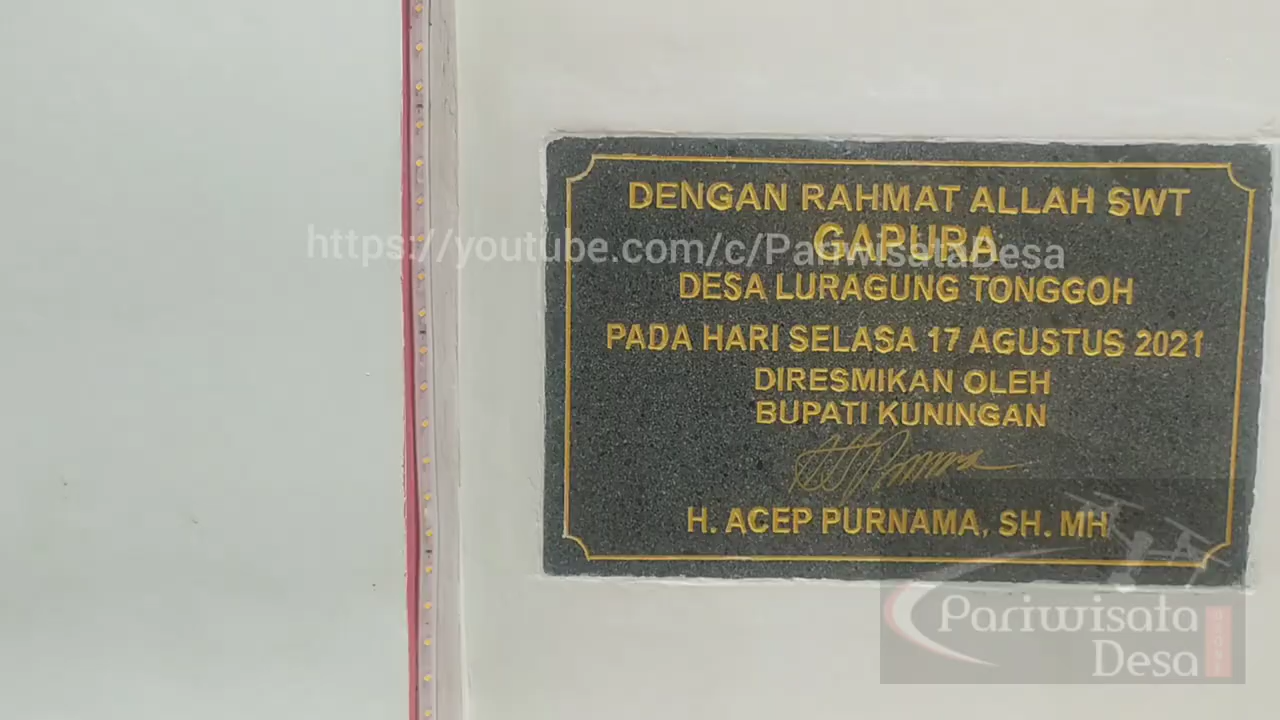 DENGAN RAHMAT ALLAH SWT
GAPURA
https://youtube.com/c/PariwisataDesa
DESA LURAGUNG TONGGOH
PADA HARI SELASA 17 AGUSTUS 2021
DIRESMIKAN OLEH
BUPATI KUNINGAN
H. ACEP PURNAMA, SH. MH
Pariwisata
Desa